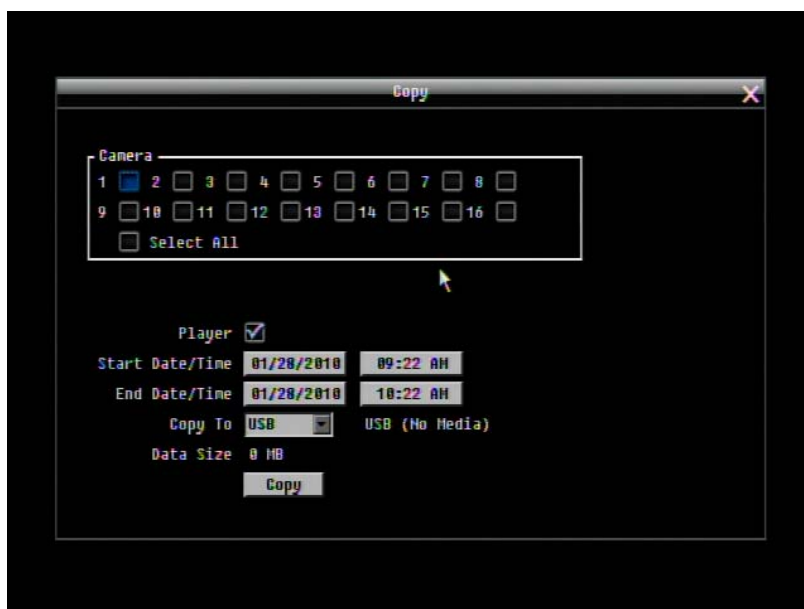 Copy
Camera
1 2 3 4 5 6 7 8
9 10 11 12 13 14 15 16
Select All
Player
Start Date/Time 01/28/2010 09:22 AM
End Date/Time 01/28/2010 10:22 AM
Copy To USB USB (No Media)
Data Size 0 MB
Copy